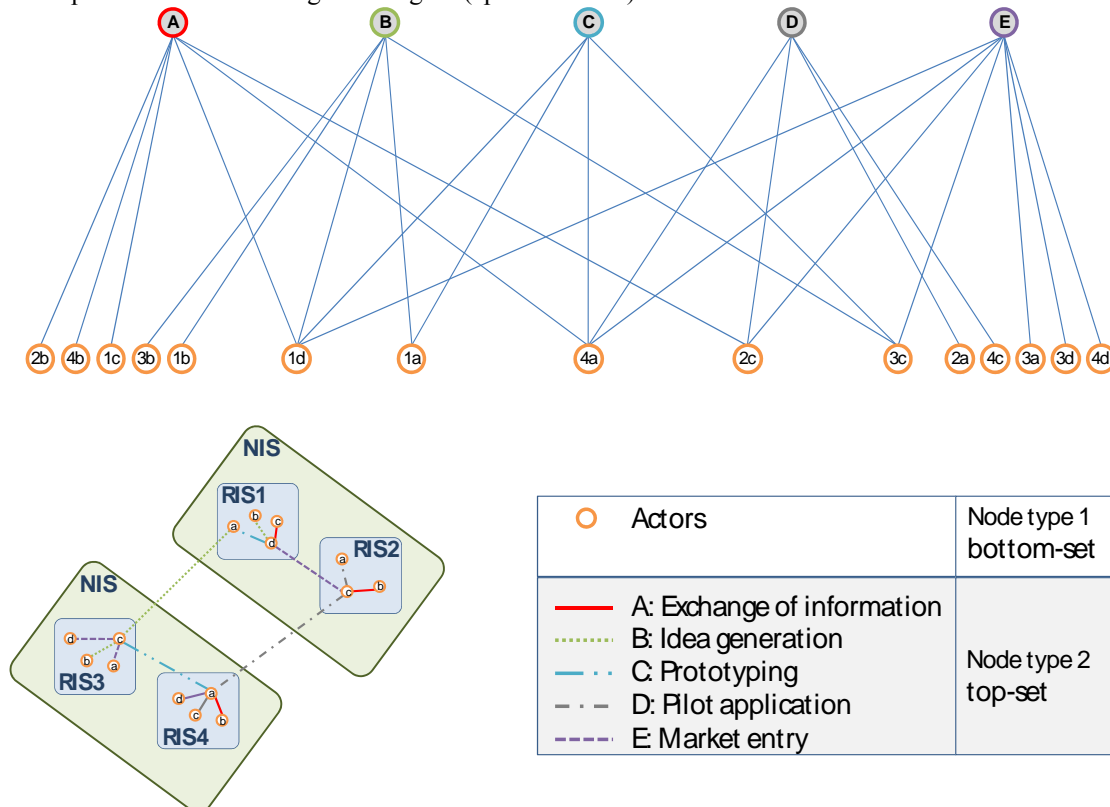 A B C D E
2b 4b 1c 3b 1b 1d 1a 4a 2c 3c 2a 4c 3a 3d 4d
NIS
RIS1
b c
a
d
RIS2
a
c b
NIS
d c
b a
RIS3
a
d
c b
RIS4
Actors
Node type 1
bottom-set
A: Exchange of information
B: Idea generation
C: Prototyping
D: Pilot application
E: Market entry
Node type 2
top-set